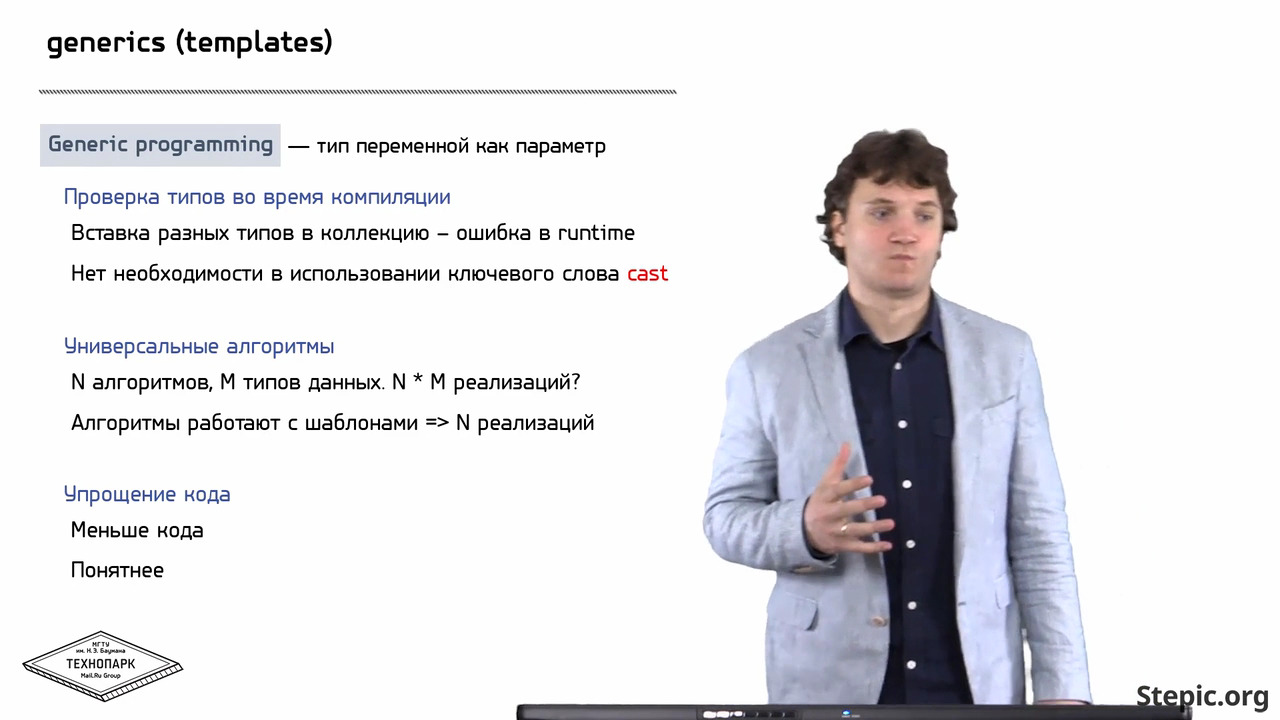 generics (templates)
Generic programming — тип переменной как параметр
Проверка типов во время компиляции
Вставка разных типов в коллекцию – ошибка в runtime
Нет необходимости в использовании ключевого слова cast
Универсальные алгоритмы
N алгоритмов, M типов данных. N * M реализаций?
Алгоритмы работают с шаблонами => N реализаций
Упрощение кода
Меньше кода
Понятнее
МГТУ
им. Н.Э. Баумана
ТЕХНОПАРК
Mail.Ru Group
Stepic.org